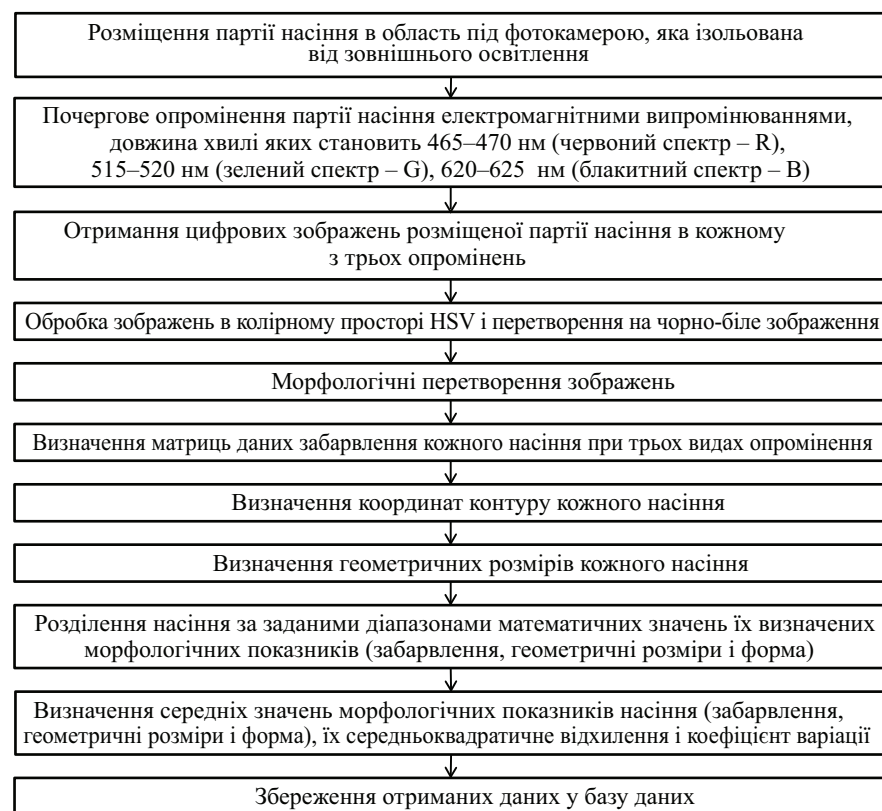 Розміщення партії насіння в область під фотокамерою, яка ізольована
від зовнішнього освітлення
Почергове опромінення партії насіння електромагнітними випромінюваннями,
довжина хвилі яких становить 465–470 нм (червоний спектр – R),
515–520 нм (зелений спектр – G), 620–625 нм (блакитний спектр – B)
Отримання цифрових зображень розміщеної партії насіння в кожному
з трьох опромінень
Обробка зображень в колірному просторі HSV і перетворення на чорно-біле зображення
Морфологічні перетворення зображень
Визначення матриць даних забарвлення кожного насіння при трьох видах опромінення
Визначення координат контуру кожного насіння
Визначення геометричних розмірів кожного насіння
Розділення насіння за заданими діапазонами математичних значень їх визначених
морфологічних показників (забарвлення, геометричні розміри і форма)
Визначення середніх значень морфологічних показників насіння (забарвлення,
геометричні розміри і форма), їх середньоквадратичне відхилення і коефіцієнт варіації
Збереження отриманих даних у базу даних